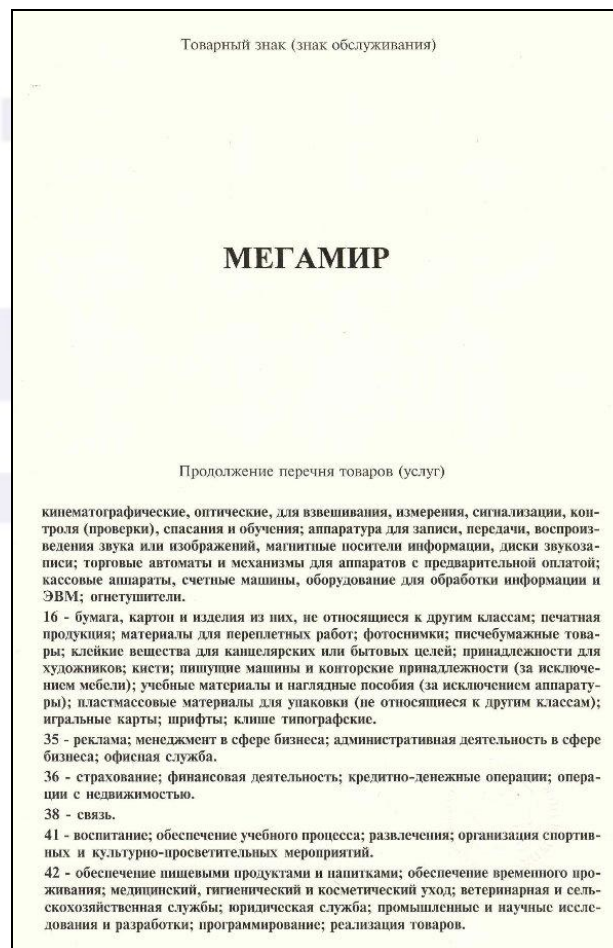 Товарный знак (знак обслуживания)
МЕГАМИР
Продолжение перечня товаров (услуг)
кинематографические, оптические, для взвешивания, измерения, сигнализации, кон-
троля (проверки), спасания и обучения; аппаратура для записи, передачи, воспроиз-
ведения звука или изображений, магнитные носители информации, диски звукоза-
писи; торговые автоматы и механизмы для аппаратов с предварительной оплатой;
кассовые аппараты, счетные машины, оборудование для обработки информации и
ЭВМ; огнетушители.
16 - бумага, картон и изделия из них, не относящиеся к другим классам; печатная
продукция; материалы для переплетных работ; фотоснимки; писчебумажные това-
ры; клейкие вещества для канцелярских или бытовых целей; принадлежности для
художников; кисти; пишущие машины и конторские принадлежности (за исключе-
нием мебели); учебные материалы и наглядные пособия (за исключением аппарату-
ры); пластмассовые материалы для упаковки (не относящиеся к другим классам);
игральные карты; шрифты; клише типографские.
35 - реклама; менеджмент в сфере бизнеса; административная деятельность в сфере
бизнеса; офисная служба.
36 - страхование; финансовая деятельность; кредитно-денежные операции; опера-
ции с недвижимостью.
38 - связь.
41 - воспитание; обеспечение учебного процесса; развлечения; организация спортив-
ных и культурно-просветительных мероприятий.
42 - обеспечение пищевыми продуктами и напитками; обеспечение временного про-
живания; медицинский, гигиенический и косметический уход; ветеринарная и сель-
скохозяйственная службы; юридическая служба; промышленные и научные иссле-
дования и разработки; программирование; реализация товаров.